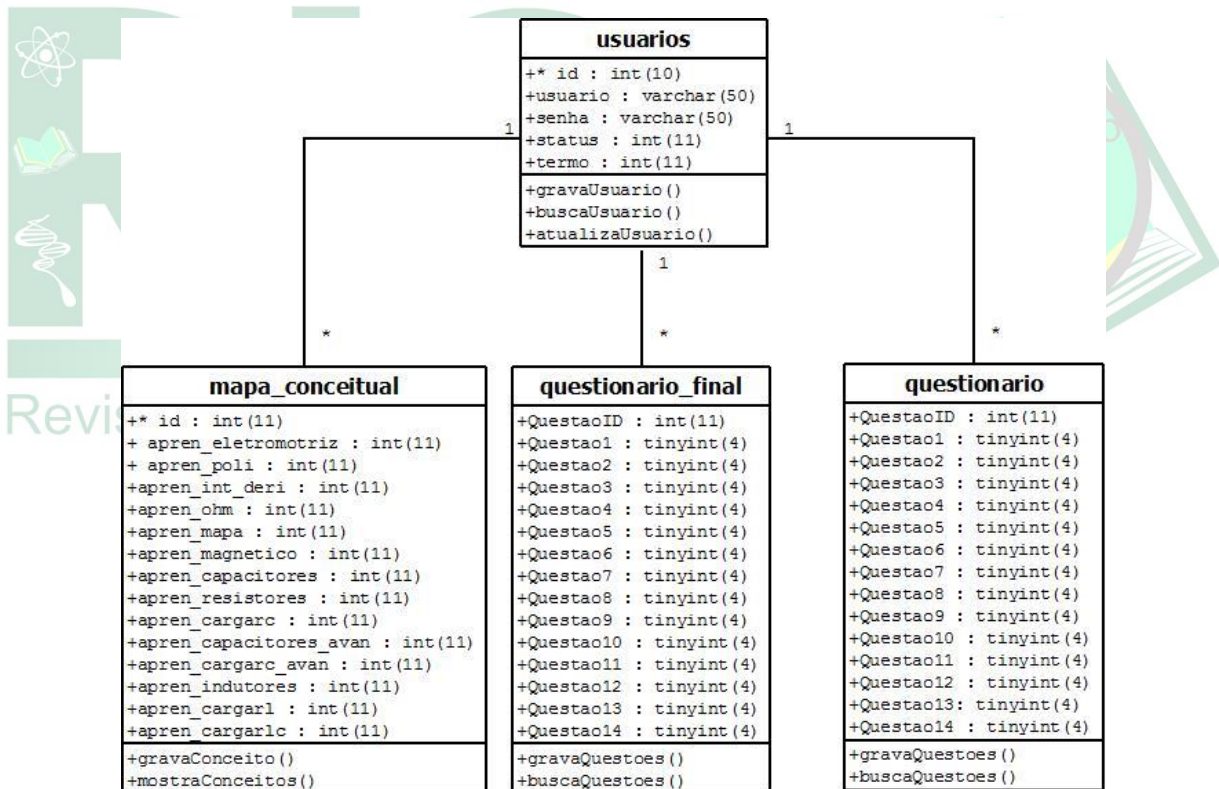 usuarios
+* id : int(10)
+usuario : varchar(50)
+senha : varchar(50)
+status : int(11)
+termo : int(11)
+gravaUsuario()
+buscaUsuario()
+atualizaUsuario()
1
1
1
*
*
*
mapa_conceitual
+* id : int(11)
+ apren_eletromotriz : int(11)
+ apren_poli : int(11)
+apren_int_deri : int(11)
+apren_ohm : int(11)
+apren_mapa : int(11)
+apren_magnetico : int(11)
+apren_capacitores : int(11)
+apren_resistores : int(11)
+apren_cargarc : int(11)
+apren_capacitores_avan : int(11)
+apren_cargarc_avan : int(11)
+apren_indutores : int(11)
+apren_cargarl : int(11)
+apren_cargarlc : int(11)
+gravaConceito()
+mostraConceitos()
questionario_final
+QuestaoID : int(11)
+Questao1 : tinyint(4)
+Questao2 : tinyint(4)
+Questao3 : tinyint(4)
+Questao4 : tinyint(4)
+Questao5 : tinyint(4)
+Questao6 : tinyint(4)
+Questao7 : tinyint(4)
+Questao8 : tinyint(4)
+Questao9 : tinyint(4)
+Questao10 : tinyint(4)
+Questao11 : tinyint(4)
+Questao12 : tinyint(4)
+Questao13 : tinyint(4)
+Questao14 : tinyint(4)
+gravaQuestoes()
+buscaQuestoes()
questionario
+QuestaoID : int(11)
+Questao1 : tinyint(4)
+Questao2 : tinyint(4)
+Questao3 : tinyint(4)
+Questao4 : tinyint(4)
+Questao5 : tinyint(4)
+Questao6 : tinyint(4)
+Questao7 : tinyint(4)
+Questao8 : tinyint(4)
+Questao9 : tinyint(4)
+Questao10 : tinyint(4)
+Questao11 : tinyint(4)
+Questao12 : tinyint(4)
+Questao13: tinyint(4)
+Questao14 : tinyint(4)
+gravaQuestoes()
+buscaQuestoes()
Revis